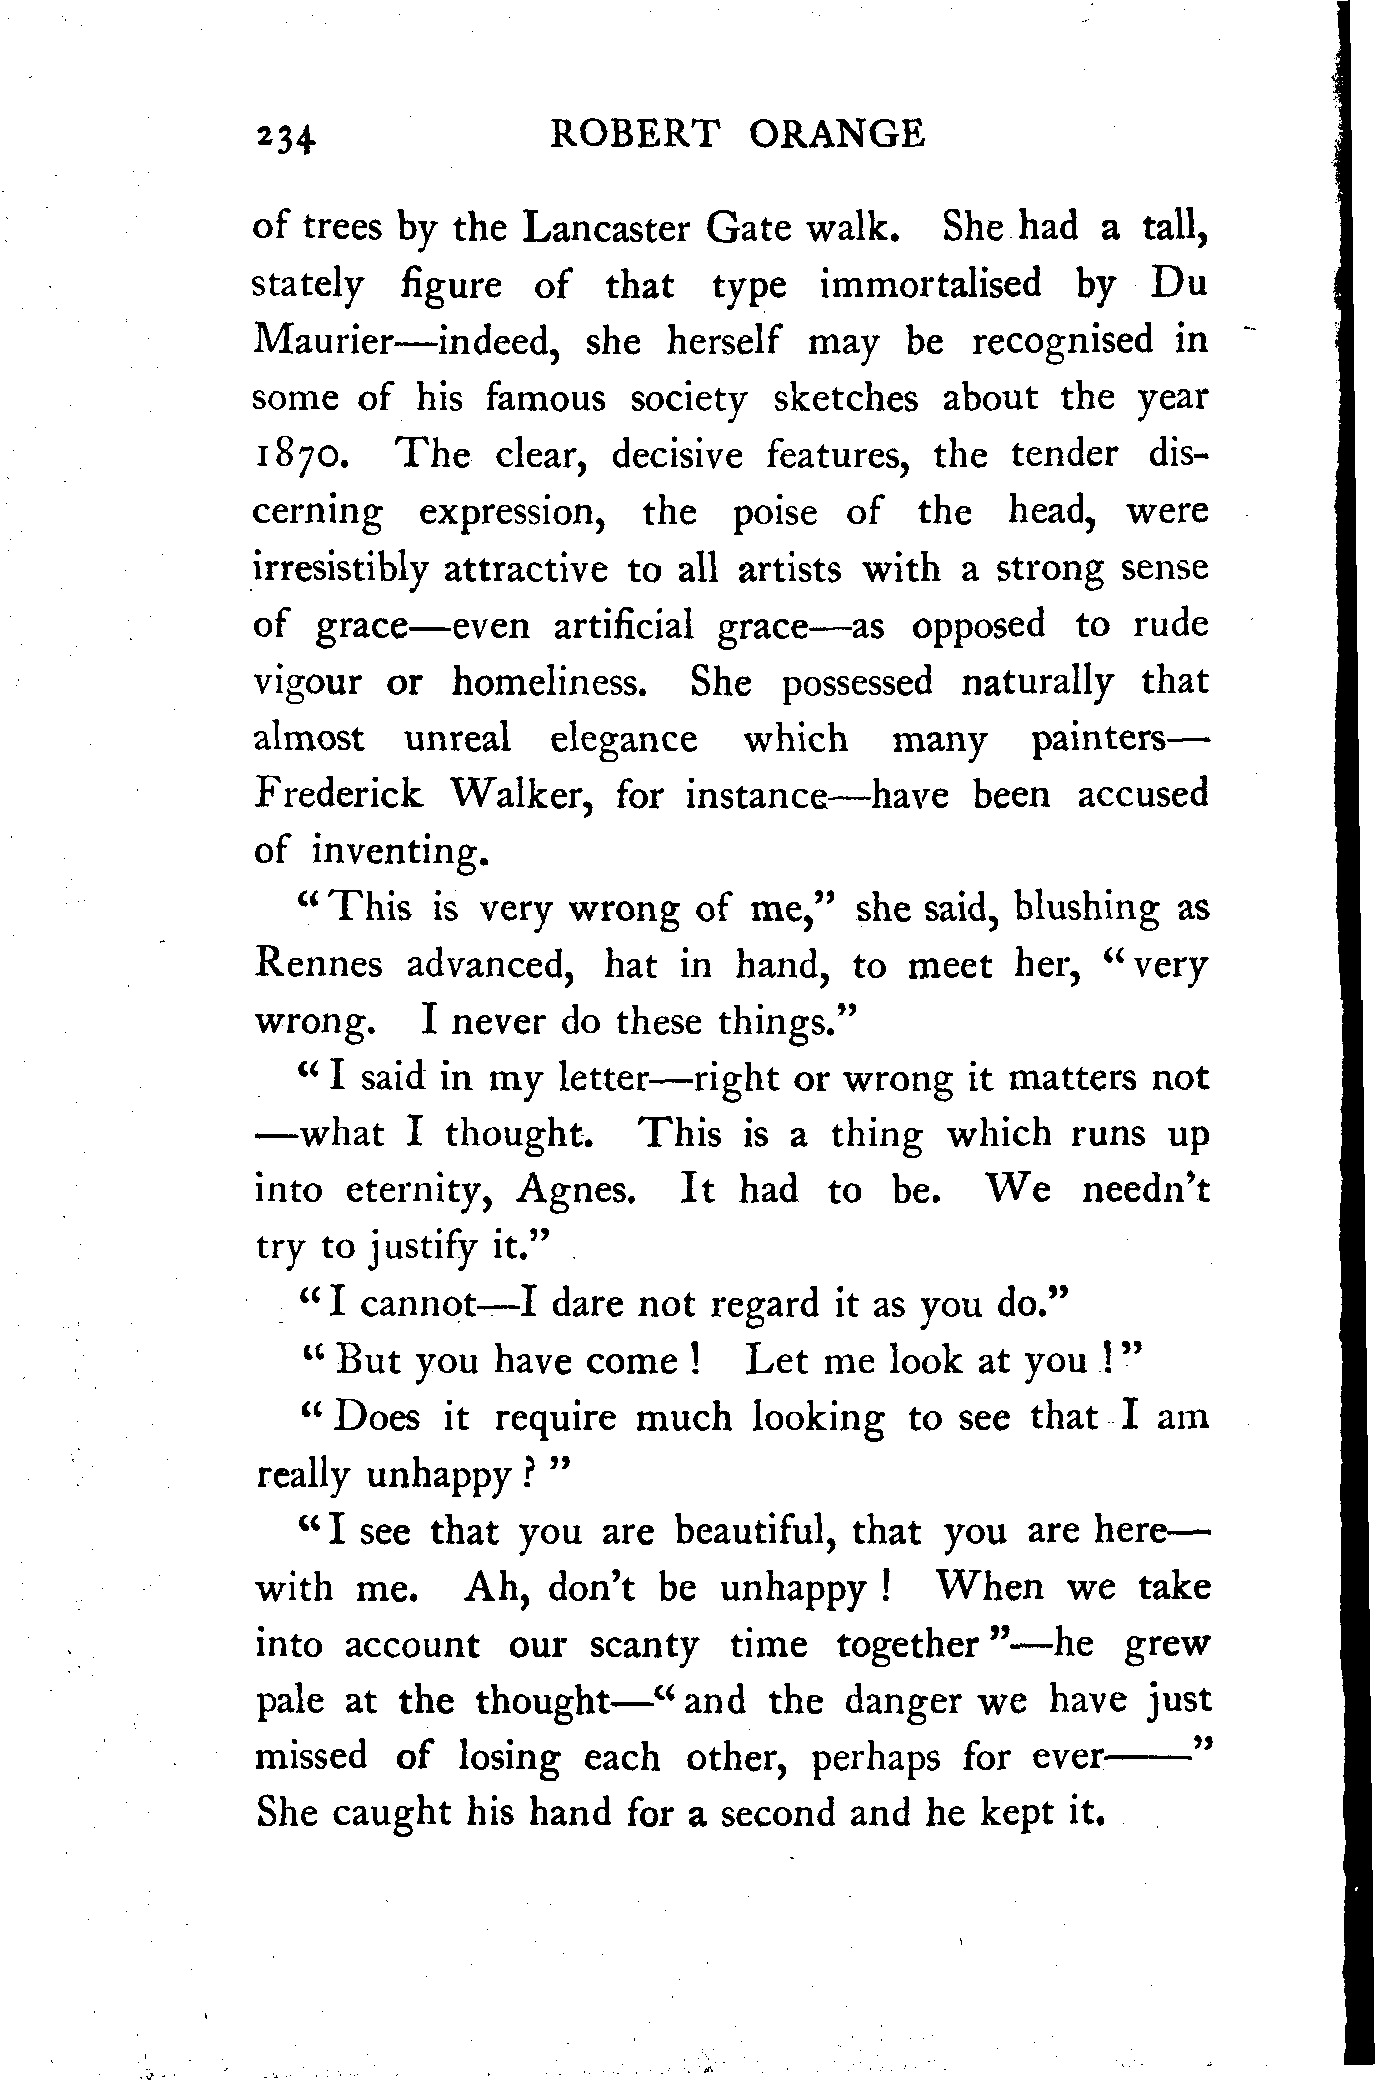 234 ROBERT ORANGE
of trees by the Lancaster Gate walk. She had a tall,
stately figure of that type immortalised by Du
Maurier—indeed, she herself may be recognised in
some of his famous society sketches about the year
1870. The clear, decisive features, the tender dis-
cerning expression, the poise of the head, were
irresistibly attractive to all artists with a strong sense
of grace—even artificial grace—as opposed to rude
vigour or homeliness. She possessed naturally that
almost unreal elegance which many painters—
Frederick Walker, for instance—have been accused
of inventing.
“This is very wrong of me,” she said, blushing as
Rennes advanced, hat in hand, to meet her, “very
wrong. I never do these things.”
“I said in my letter—right or wrong it matters not
—what I thought. This is a thing which runs up
into eternity, Agnes. It had to be. We needn’t
try to justify it.”
“I cannot—I dare not regard it as you do.”
“But you have come! Let me look at you!”
“Does it require much looking to see that I am
really unhappy?”
“I see that you are beautiful, that you are here—
with me. Ah, don’t be unhappy! When we take
into account our scanty time together”—he grew
pale at the thought—“and the danger we have just
missed of losing each other, perhaps for ever——”
She caught his hand for a second and he kept it.